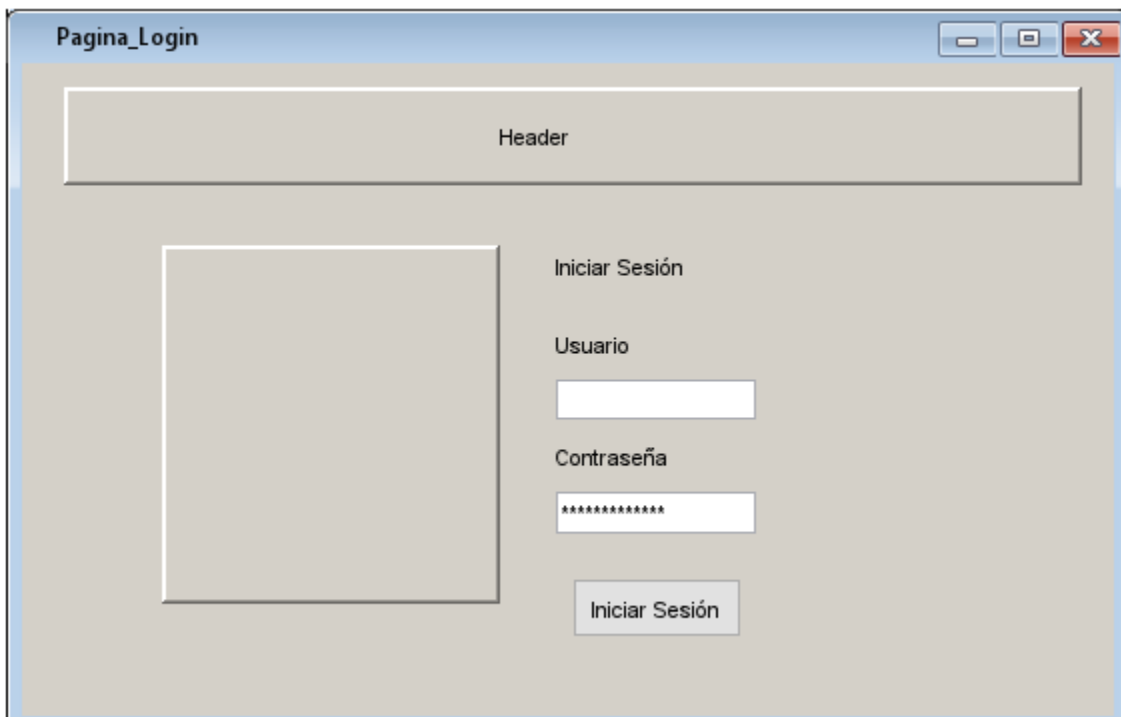 Pagina_Login
Header
Iniciar Sesión
Usuario
Contraseña
*************
Iniciar Sesión